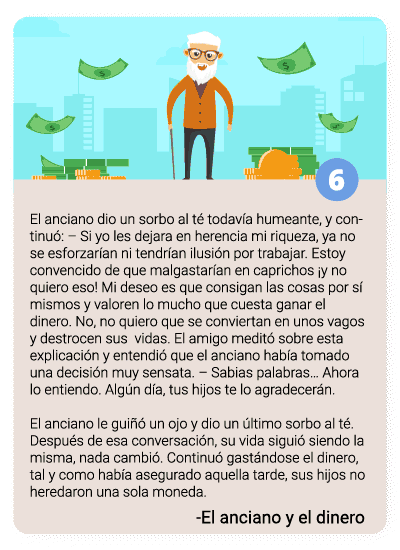 6
El anciano dio un sorbo al té todavía humeante, y con-
tinuó: – Si yo les dejara en herencia mi riqueza, ya no
se esforzarían ni tendrían ilusión por trabajar. Estoy
convencido de que malgastarían en caprichos ¡y no
quiero eso! Mi deseo es que consigan las cosas por sí
mismos y valoren lo mucho que cuesta ganar el
dinero. No, no quiero que se conviertan en unos vagos
y destrocen sus vidas. El amigo meditó sobre esta
explicación y entendió que el anciano había tomado
una decisión muy sensata. – Sabias palabras... Ahora
lo entiendo. Algún día, tus hijos te lo agradecerán.
El anciano le guiñó un ojo y dio un último sorbo al té.
Después de esa conversación, su vida siguió siendo la
misma, nada cambió. Continuó gastándose el dinero,
tal y como había asegurado aquella tarde, sus hijos no
heredaron una sola moneda.
-El anciano y el dinero